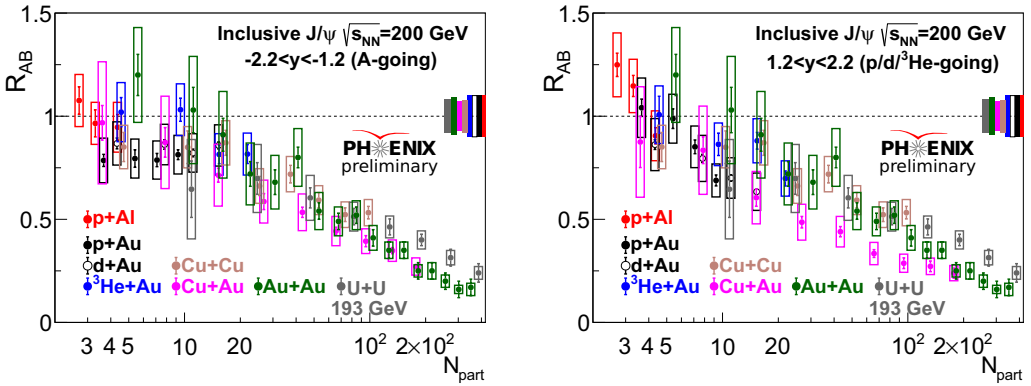 1.5
Inclusive J/ψ √sNN=200 GeV
-2.2<y<-1.2 (A-going)
RAB
1
PH ENIX
preliminary
0.5
p+Al
p+Au
d+Au
Cu+Cu
3He+Au
Cu+Au
Au+Au
U+U
193 GeV
0
3 4 5 10 20 10² 2×10²
Npart
1.5
Inclusive J/ψ √sNN=200 GeV
1.2<y<2.2 (p/d/³He-going)
RAB
1
PH ENIX
preliminary
0.5
p+Al
p+Au
d+Au
Cu+Cu
3He+Au
Cu+Au
Au+Au
U+U
193 GeV
0
3 4 5 10 20 10² 2×10²
Npart